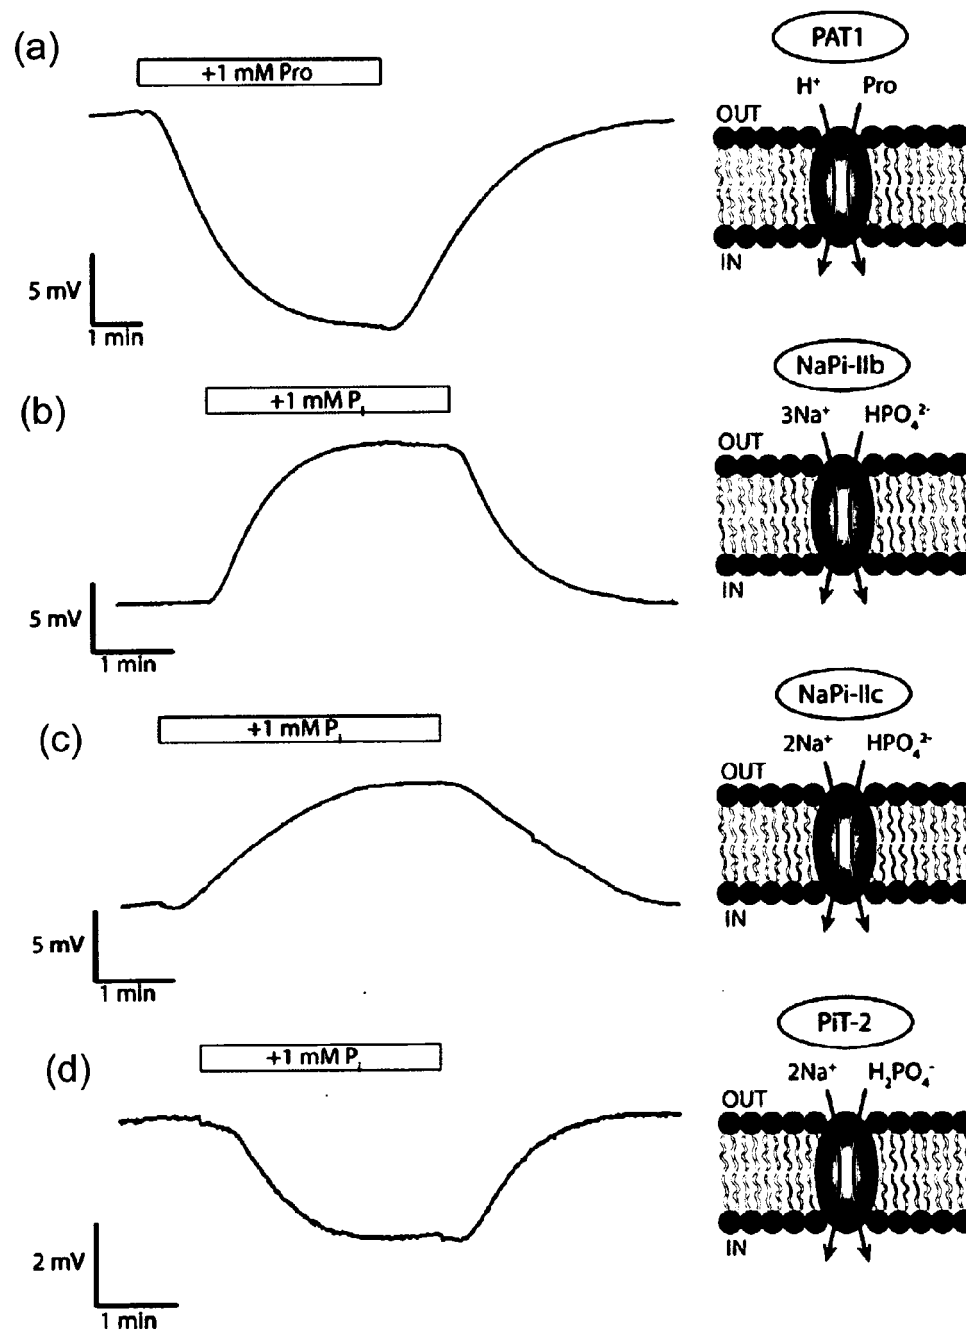 (a)
+1 mM Pro
5 mV
1 min
PAT1
H⁺ Pro
OUT
IN
(b)
+1 mM Pᵢ
5 mV
1 min
NaPi-IIb
3Na⁺ HPO₄²⁻
OUT
IN
(c)
+1 mM Pᵢ
5 mV
1 min
NaPi-IIc
2Na⁺ HPO₄²⁻
OUT
IN
(d)
+1 mM Pᵢ
2 mV
1 min
PiT-2
2Na⁺ H₂PO₄⁻
OUT
IN